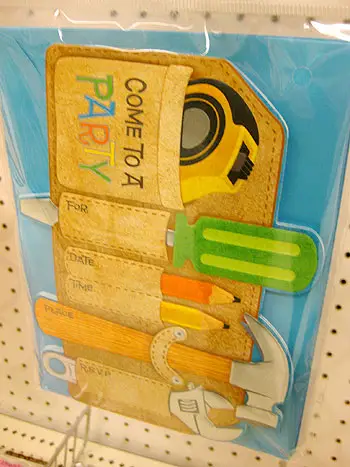 COME TO A
PARTY
FOR
DATE
TIME
PLACE
R.S.V.P.